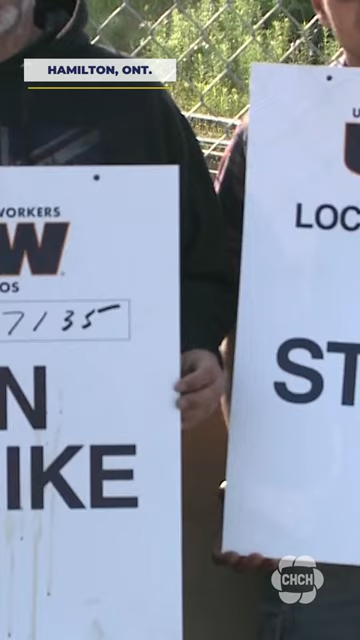 HAMILTON, ONT.
WORKERS
W
OS
7135
N
IKE
U
LOC
ST
CHCH